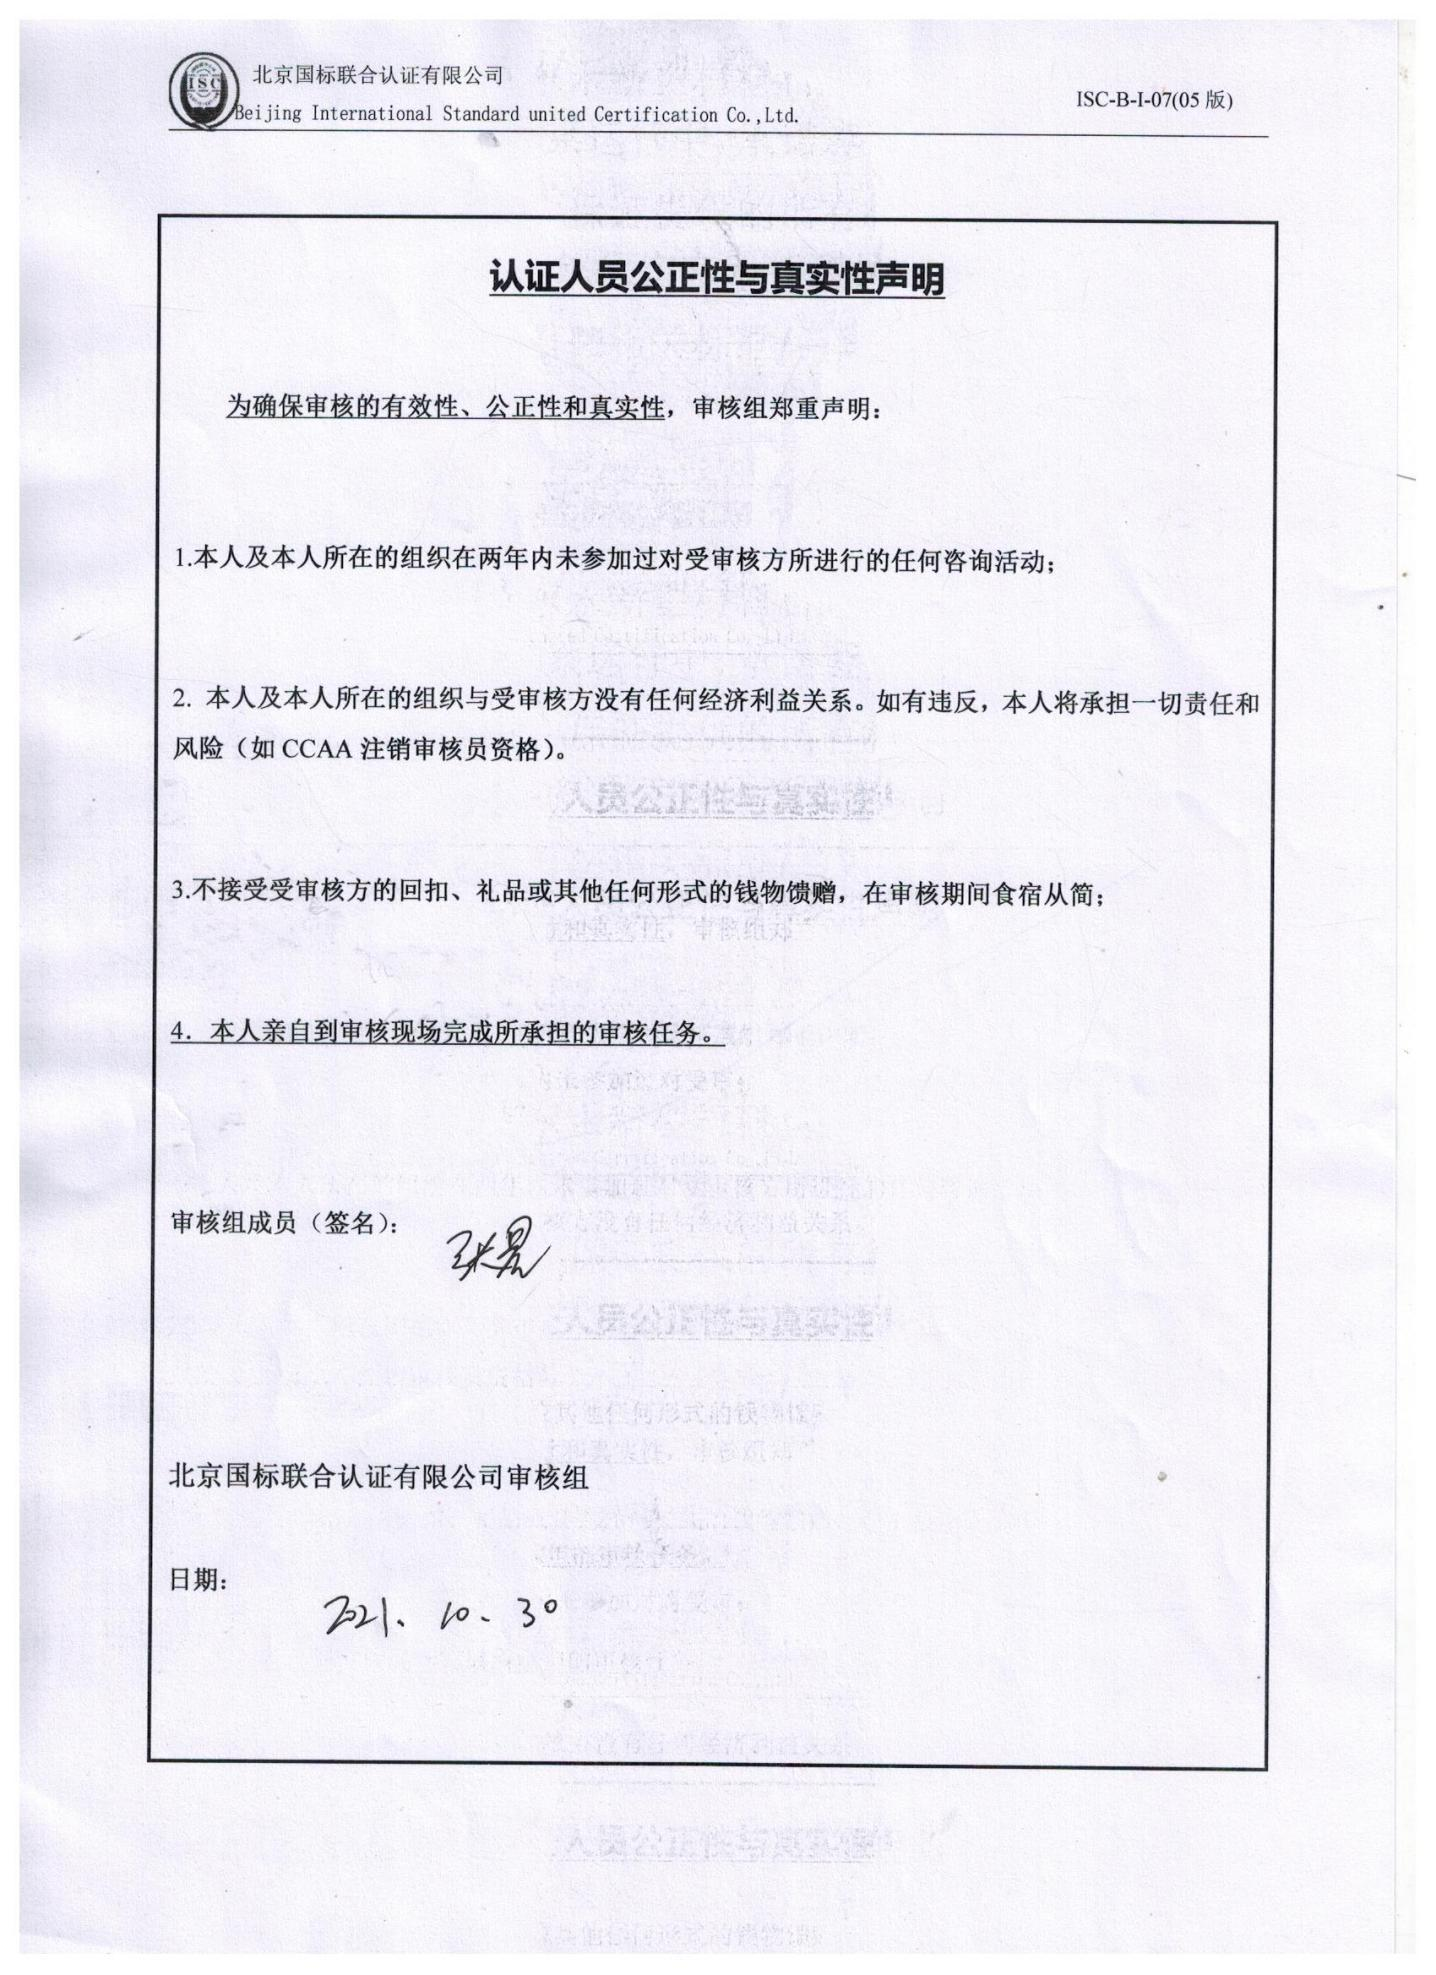 ISC
北京国标联合认证有限公司
Beijing International Standard united Certification Co.,Ltd.
ISC-B-I-07(05 版)
认证人员公正性与真实性声明
为确保审核的有效性、公正性和真实性，审核组郑重声明：
1.本人及本人所在的组织在两年内未参加过对受审核方所进行的任何咨询活动；
2. 本人及本人所在的组织与受审核方没有任何经济利益关系。如有违反，本人将承担一切责任和
风险（如 CCAA 注销审核员资格）。
3.不接受受审核方的回扣、礼品或其他任何形式的钱物馈赠，在审核期间食宿从简；
4．本人亲自到审核现场完成所承担的审核任务。
审核组成员（签名）：
北京国标联合认证有限公司审核组
日期：
2021、10、30